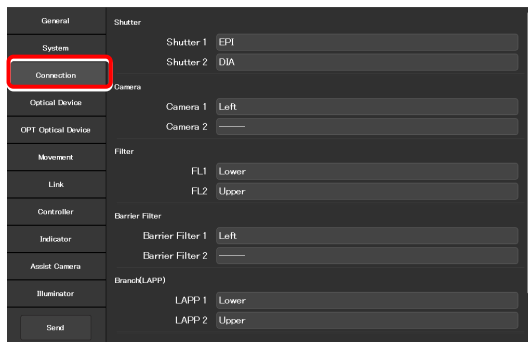 General
System
Connection
Optical Device
OPT Optical Device
Movement
Link
Controller
Indicator
Assist Camera
Illuminator
Send
Shutter
Shutter 1 EPI
Shutter 2 DIA
Camera
Camera 1 Left
Camera 2 ———
Filter
FL1 Lower
FL2 Upper
Barrier Filter
Barrier Filter 1 Left
Barrier Filter 2 ———
Branch(LAPP)
LAPP 1 Lower
LAPP 2 Upper